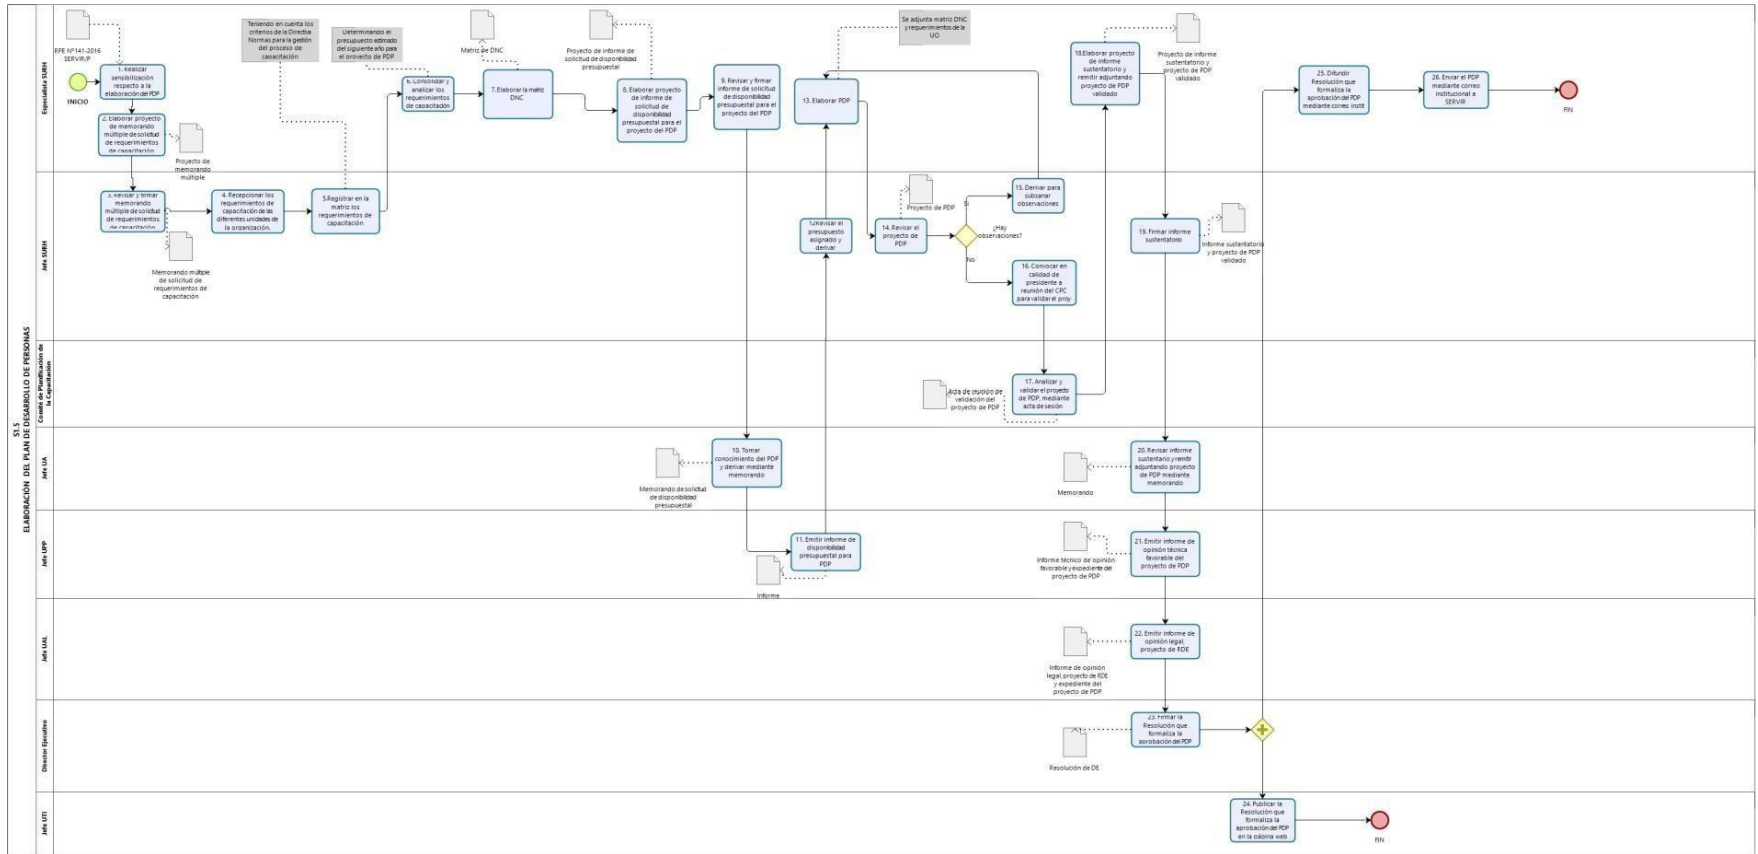 S1.5
ELABORACIÓN DEL PLAN DE DESARROLLO DE PERSONAS
Especialista SURH
RPE Nº141-2016
SERVIR/P
INICIO
1. Realizar
sensibilización
respecto a la
elaboración del PDP
2. Elaborar proyecto
de memorando
múltiple de solicitud
de requerimientos
de capacitación
Proyecto de
memorando
múltiple
Teniendo en cuenta los
criterios de la Directiva
Normas para la gestión
del proceso de
capacitación
Determinando el
presupuesto estimado
del siguiente año para
el proyecto de PDP
6. Consolidar y
analizar los
requerimientos
de capacitación
Matriz de DNC
7. Elaborar la matriz
DNC
Proyecto de informe de
solicitud de disponibilidad
presupuestal
8. Elaborar proyecto
de informe de
solicitud de
disponibilidad
presupuestal para el
proyecto del PDP
9. Revisar y firmar
informe de solicitud
de disponibilidad
presupuestal para el
proyecto del PDP
Se adjunta matriz DNC
y requerimientos de la
UO
13. Elaborar PDP
18.Elaborar proyecto
de informe
sustentatorio y
remitir adjuntando
proyecto de PDP
validado
Proyecto de informe
sustentatorio y
proyecto de PDP
validado
25. Difundir
Resolución que
formaliza la
aprobación del PDP
mediante correo insti
26. Enviar el PDP
mediante correo
institucional a
SERVIR
FIN
Jefe SURH
3. Revisar y firmar
memorando
múltiple de solicitud
de requerimientos
de capacitación
Memorando múltiple
de solicitud de
requerimientos de
capacitación
4. Recepcionar los
requerimientos de
capacitación de las
diferentes unidades de
la organización.
5.Registrar en la
matriz los
requerimientos de
capacitación
12.Revisar el
presupuesto
asignado y
derivar
14. Revisar el
proyecto de
PDP
Proyecto de PDP
¿Hay
observaciones?
Si
No
15. Derivar para
subsanar
observaciones
16. Convocar en
calidad de
presidente a
reunión del CPC
para validar el proy
19. Firmar informe
sustentatorio
Informe sustentatorio
y proyecto de PDP
validado
Comité de Planificación de
la Capacitación
Acta de reunión de
validación del
proyecto de PDP
17. Analizar y
validar el proyecto
de PDP, mediante
acta de sesión
Jefe UA
Memorando de solicitud
de disponibilidad
presupuestal
10. Tomar
conocimiento del PDP
y derivar mediante
memorando
Memorando
20. Revisar informe
sustentario y remitir
adjuntando proyecto
de PDP mediante
memorando
Jefe UPP
Informe
11. Emitir informe de
disponibilidad
presupuestal para
PDP
Informe técnico de opinión
favorable y expediente del
proyecto de PDP
21. Emitir informe de
opinión técnica
favorable del
proyecto de PDP
Jefe UAL
Informe de opinión
legal, proyecto de RDE
y expediente del
proyecto de PDP
22. Emitir informe de
opinión legal,
proyecto de RDE
Director Ejecutivo
Resolución de DE
23. Firmar la
Resolución que
formaliza la
aprobación del PDP
Jefe UTI
24. Publicar la
Resolución que
formaliza la
aprobación del PDP
en la página web
FIN